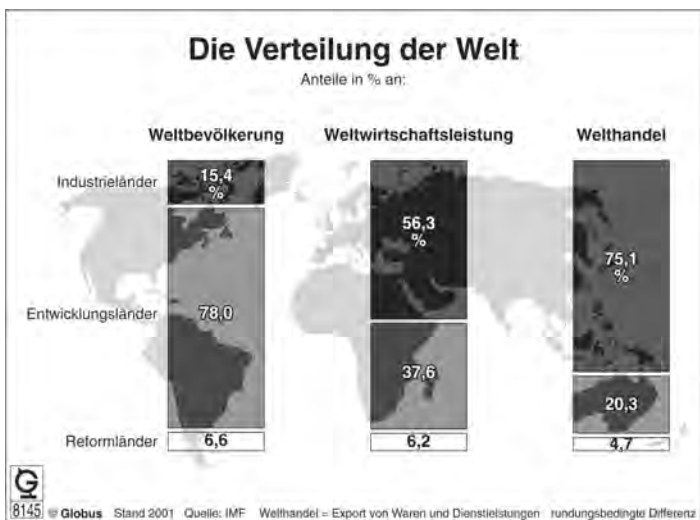 Die Verteilung der Welt
Anteile in % an:
Weltbevölkerung Weltwirtschaftsleistung Welthandel
Industrieländer 15,4 % 56,3 % 75,1 %
Entwicklungsländer 78,0 37,6 20,3
Reformländer 6,6 6,2 4,7
8145 © Globus Stand 2001 Quelle: IMF Welthandel = Export von Waren und Dienstleistungen rundungsbedingte Differenz